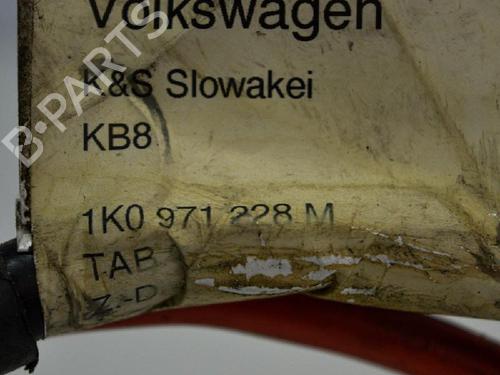 Volkswagen
K&S Slowakei
KB8
1K0 971 228 M
TAB
Z.-D
B-PARTS